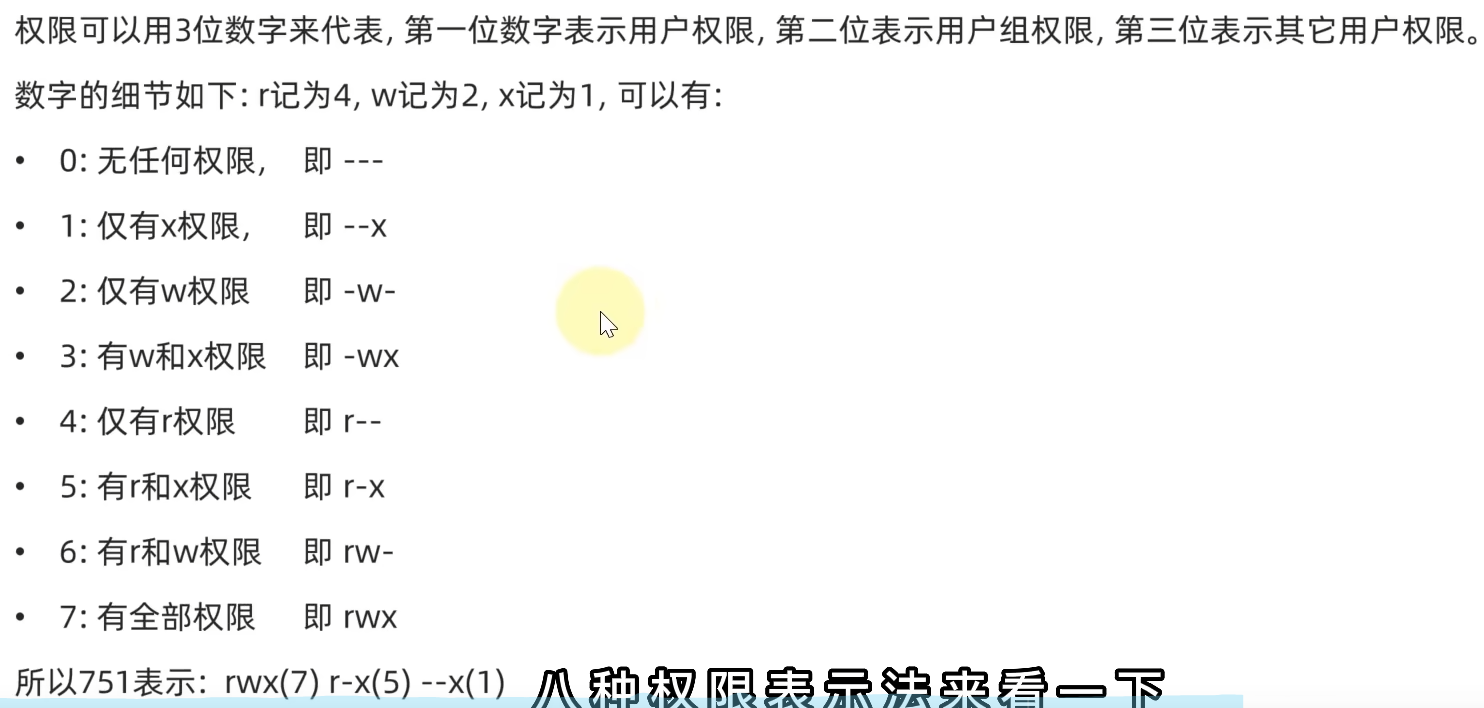 权限可以用3位数字来代表, 第一位数字表示用户权限, 第二位表示用户组权限, 第三位表示其它用户权限。
数字的细节如下: r记为4, w记为2, x记为1, 可以有:
• 0: 无任何权限, 即 ---
• 1: 仅有x权限, 即 --x
• 2: 仅有w权限 即 -w-
• 3: 有w和x权限 即 -wx
• 4: 仅有r权限 即 r--
• 5: 有r和x权限 即 r-x
• 6: 有r和w权限 即 rw-
• 7: 有全部权限 即 rwx
所以751表示: rwx(7) r-x(5) --x(1)
八种权限表示法来看一下